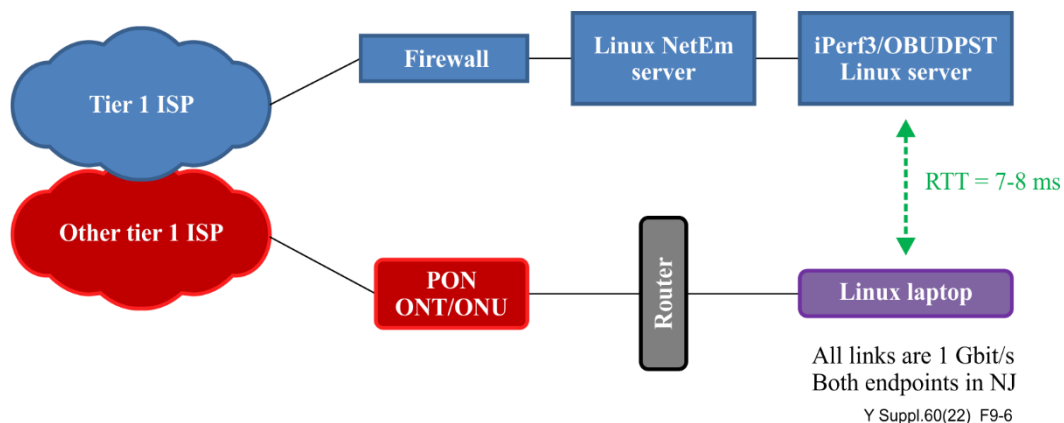 Tier 1 ISP
Firewall
Linux NetEm
server
iPerf3/OBUDPST
Linux server
RTT = 7-8 ms
Other tier 1 ISP
PON
ONT/ONU
Router
Linux laptop
All links are 1 Gbit/s
Both endpoints in NJ
Y Suppl.60(22) F9-6